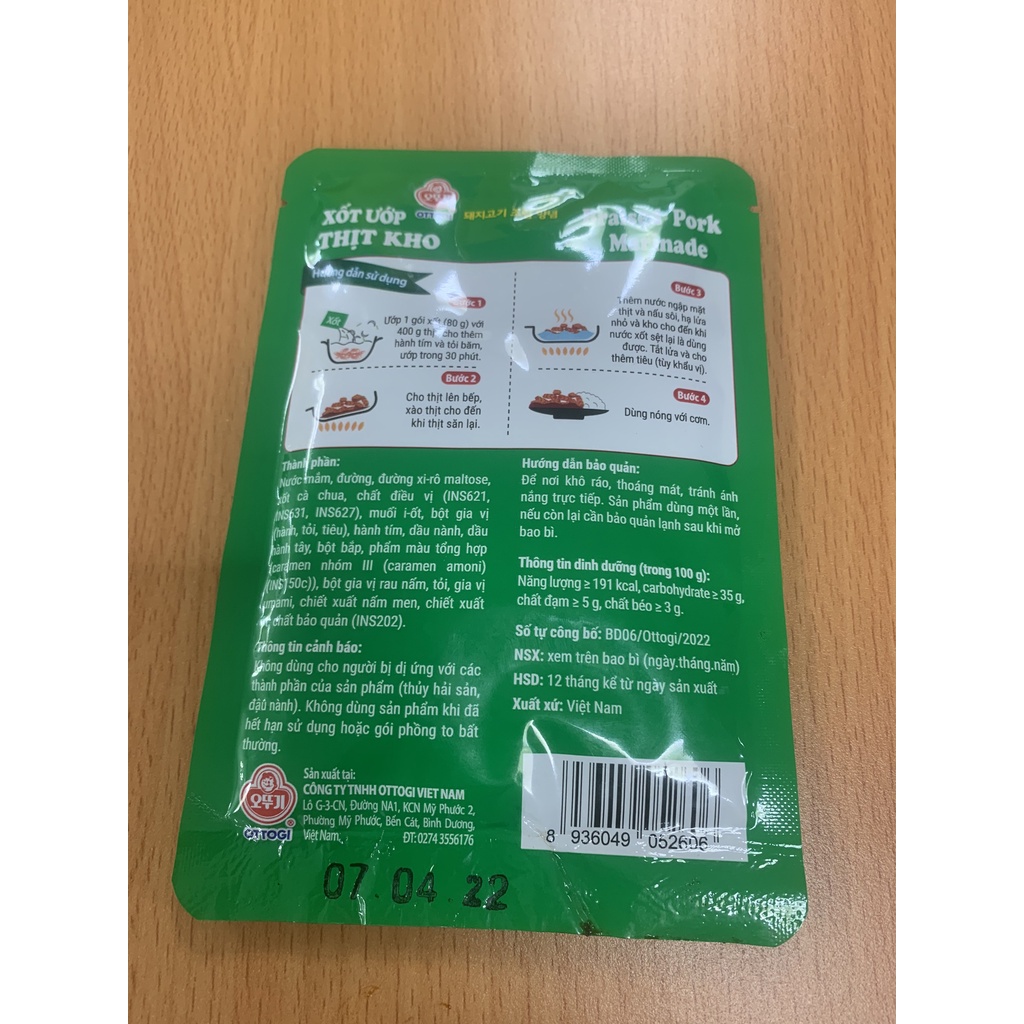 오뚜기
OTTOGI
XỐT ƯỚP
THỊT KHO
돼지고기
Pork
Hướng dẫn sử dụng
Bước 1
Xốt
Ướp 1 gói xốt (80 g) với
400 g thịt, cho thêm
hành tím và tỏi băm,
ướp trong 30 phút.
Bước 2
Cho thịt lên bếp,
xào thịt cho đến
khi thịt săn lại.
Bước 3
Thêm nước ngập mặt
thịt và nấu sôi, hạ lửa
nhỏ và kho cho đến khi
nước xốt sệt lại là dùng
được. Tắt lửa và cho
thêm tiêu (tùy khẩu vị).
Bước 4
Dùng nóng với cơm.
Thành phần:
Nước mắm, đường, đường xi-rô maltose,
xốt cà chua, chất điều vị (INS621,
INS631, INS627), muối i-ốt, bột gia vị
(hành, tỏi, tiêu), hành tím, dầu nành, dầu
hành tây, bột bắp, phẩm màu tổng hợp
(caramen nhóm III (caramen amoni)
(INS150c)), bột gia vị rau nấm, tỏi, gia vị
umami, chiết xuất nấm men, chiết xuất
chất bảo quản (INS202).
Thông tin cảnh báo:
Không dùng cho người bị dị ứng với các
thành phần của sản phẩm (thủy hải sản,
đậu nành). Không dùng sản phẩm khi đã
hết hạn sử dụng hoặc gói phồng to bất
thường.
Hướng dẫn bảo quản:
Để nơi khô ráo, thoáng mát, tránh ánh
nắng trực tiếp. Sản phẩm dùng một lần,
nếu còn lại cần bảo quản lạnh sau khi mở
bao bì.
Thông tin dinh dưỡng (trong 100 g):
Năng lượng ≥ 191 kcal, carbohydrate ≥ 35 g,
chất đạm ≥ 5 g, chất béo ≥ 3 g.
Số tự công bố: BD06/Ottogi/2022
NSX: xem trên bao bì (ngày.tháng.năm)
HSD: 12 tháng kể từ ngày sản xuất
Xuất xứ: Việt Nam
오뚜기
OTTOGI
Sản xuất tại:
CÔNG TY TNHH OTTOGI VIET NAM
Lô G-3-CN, Đường NA1, KCN Mỹ Phước 2,
Phường Mỹ Phước, Bến Cát, Bình Dương,
Việt Nam. ĐT: 0274 3556176
8 936049 052606
07.04.22